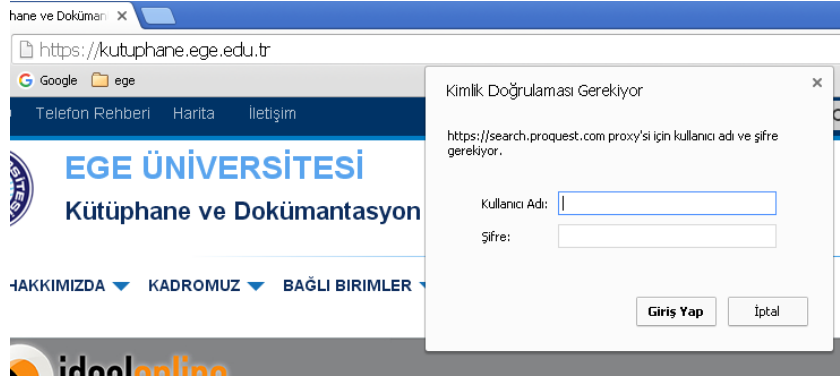 hane ve Doküman
https://kutuphane.ege.edu.tr
Google ege
Telefon Rehberi Harita İletişim
EGE ÜNİVERSİTESİ
Kütüphane ve Dokümantasyon
HAKKIMIZDA KADROMUZ BAĞLI BIRIMLER
idealonline
Kimlik Doğrulaması Gerekiyor
https://search.proquest.com proxy'si için kullanıcı adı ve şifre
gerekiyor.
Kullanıcı Adı:
Şifre:
Giriş Yap İptal